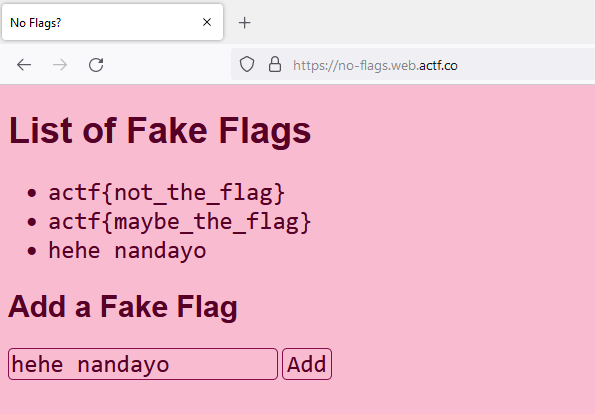 No Flags?
https://no-flags.web.actf.co
List of Fake Flags
actf{not_the_flag}
actf{maybe_the_flag}
hehe nandayo
Add a Fake Flag
hehe nandayo Add